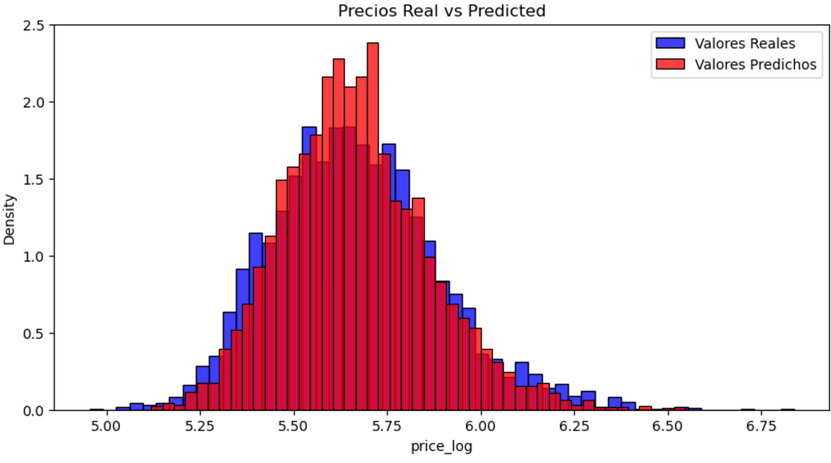 Precios Real vs Predicted
Valores Reales
Valores Predichos
2.5
2.0
1.5
1.0
0.5
0.0
Density
5.00 5.25 5.50 5.75 6.00 6.25 6.50 6.75
price_log